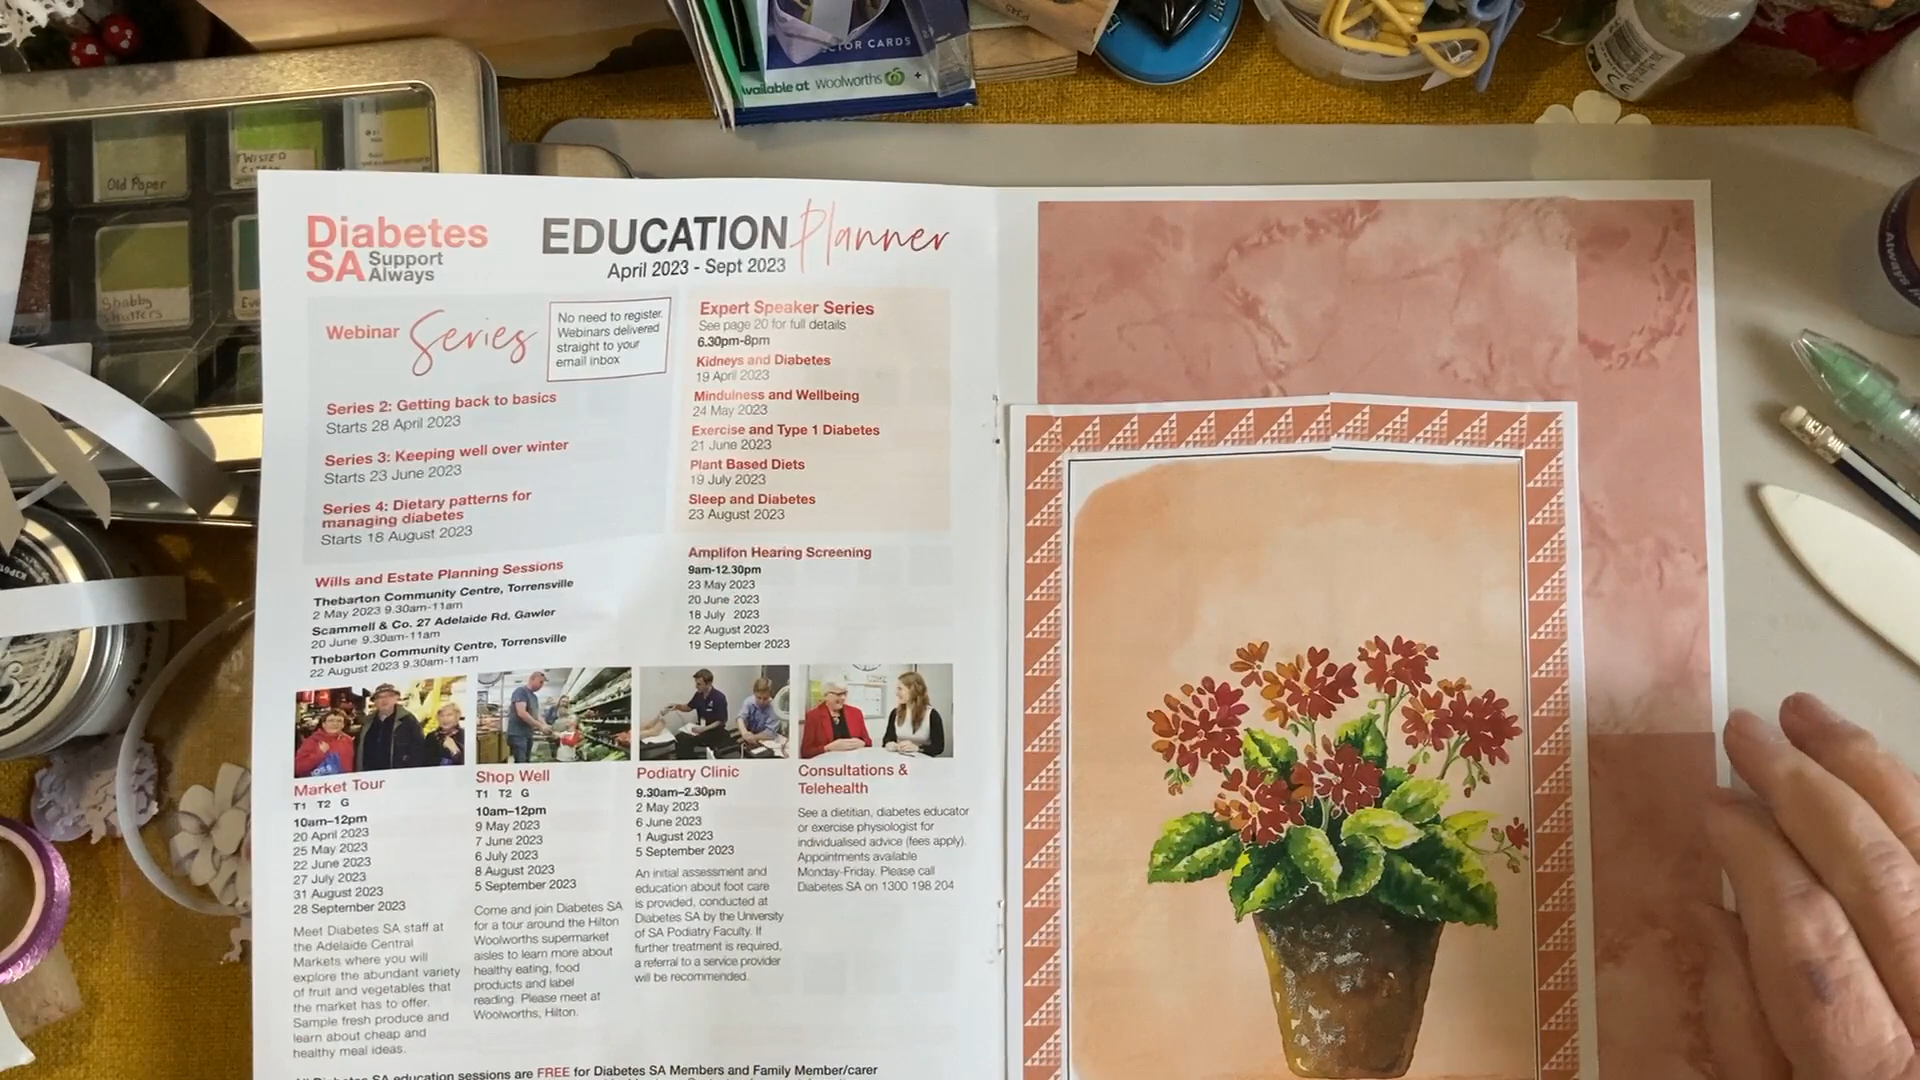 CTOR CARDS
Available at Woolworths
Old Paper
TWISTED
Shabby
Shutters
Diabetes
SA Support
Always
EDUCATION Planner
April 2023 - Sept 2023
Webinar Series
No need to register.
Webinars delivered
straight to your
email inbox
Series 2: Getting back to basics
Starts 28 April 2023
Series 3: Keeping well over winter
Starts 23 June 2023
Series 4: Dietary patterns for
managing diabetes
Starts 18 August 2023
Expert Speaker Series
See page 20 for full details
6.30pm-8pm
Kidneys and Diabetes
19 April 2023
Mindulness and Wellbeing
24 May 2023
Exercise and Type 1 Diabetes
21 June 2023
Plant Based Diets
19 July 2023
Sleep and Diabetes
23 August 2023
Wills and Estate Planning Sessions
Thebarton Community Centre, Torrensville
2 May 2023 9.30am-11am
Scammell & Co. 27 Adelaide Rd, Gawler
20 June 9.30am-11am
Thebarton Community Centre, Torrensville
22 August 2023 9.30am-11am
Amplifon Hearing Screening
9am-12.30pm
23 May 2023
20 June 2023
18 July 2023
22 August 2023
19 September 2023
Market Tour
T1 T2 G
10am–12pm
20 April 2023
25 May 2023
22 June 2023
27 July 2023
31 August 2023
28 September 2023
Meet Diabetes SA staff at
the Adelaide Central
Markets where you will
explore the abundant variety
of fruit and vegetables that
the market has to offer.
Sample fresh produce and
learn about cheap and
healthy meal ideas.
Shop Well
T1 T2 G
10am–12pm
9 May 2023
7 June 2023
6 July 2023
8 August 2023
5 September 2023
Come and join Diabetes SA
for a tour around the Hilton
Woolworths supermarket
aisles to learn more about
healthy eating, food
products and label
reading. Please meet at
Woolworths, Hilton.
Podiatry Clinic
9.30am–2.30pm
2 May 2023
6 June 2023
1 August 2023
5 September 2023
An initial assessment and
education about foot care
is provided, conducted at
Diabetes SA by the University
of SA Podiatry Faculty. If
further treatment is required,
a referral to a service provider
will be recommended.
Consultations &
Telehealth
See a dietitian, diabetes educator
or exercise physiologist for
individualised advice (fees apply).
Appointments available
Monday-Friday. Please call
Diabetes SA on 1300 198 204
All Diabetes SA education sessions are FREE for Diabetes SA Members and Family Member/carer